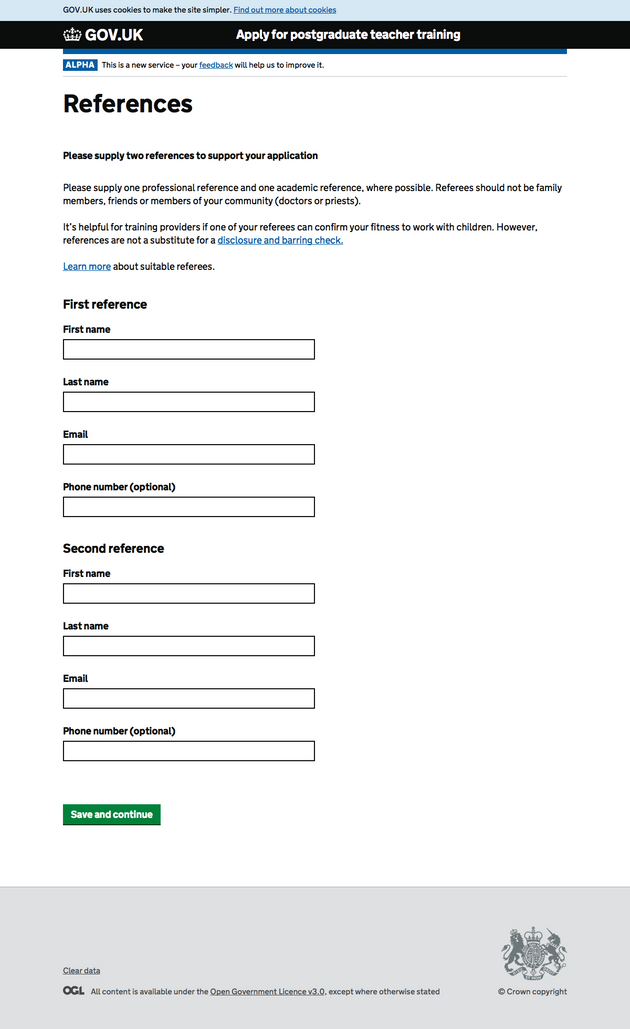 GOV.UK uses cookies to make the site simpler. Find out more about cookies
GOV.UK
Apply for postgraduate teacher training
ALPHA This is a new service – your feedback will help us to improve it.
References
Please supply two references to support your application
Please supply one professional reference and one academic reference, where possible. Referees should not be family
members, friends or members of your community (doctors or priests).
It's helpful for training providers if one of your referees can confirm your fitness to work with children. However,
references are not a substitute for a disclosure and barring check.
Learn more about suitable referees.
First reference
First name
Last name
Email
Phone number (optional)
Second reference
First name
Last name
Email
Phone number (optional)
Save and continue
Clear data
OGL All content is available under the Open Government Licence v3.0, except where otherwise stated
© Crown copyright